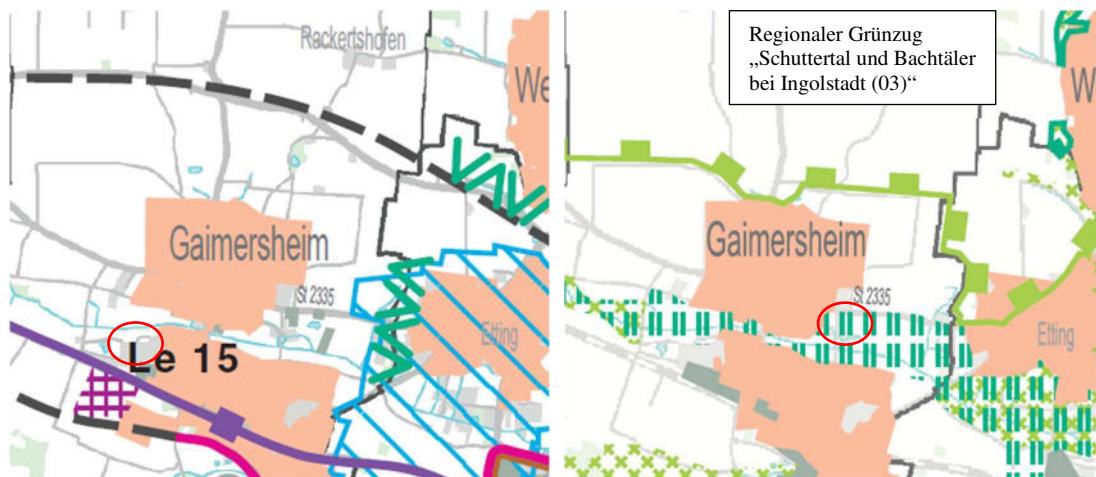 Rackertshofen
We
Gaimersheim
St 2335
Etting
Le 15
Regionaler Grünzug
„Schuttertal und Bachtäler
bei Ingolstadt (03)“
W
Gaimersheim
St 2335
Etting